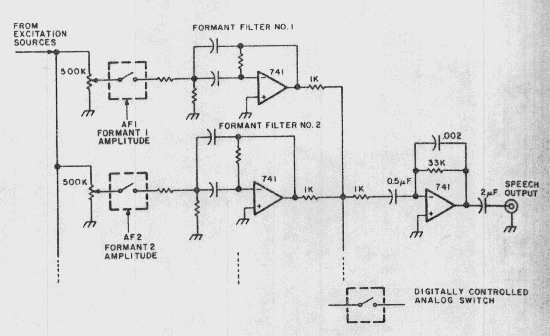 FROM
EXCITATION
SOURCES
FORMANT FILTER NO. 1
500K
741
1K
AF1
FORMANT 1
AMPLITUDE
FORMANT FILTER NO. 2
.002
33K
500K
741
1K
1K
0.5µF
741
2µF
SPEECH
OUTPUT
AF2
FORMANT 2
AMPLITUDE
DIGITALLY CONTROLLED
ANALOG SWITCH